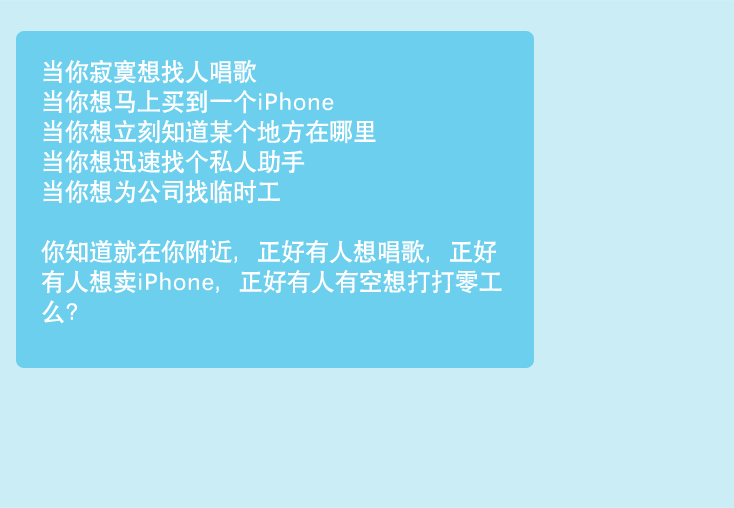 当你寂寞想找人唱歌
当你想马上买到一个iPhone
当你想立刻知道某个地方在哪里
当你想迅速找个私人助手
当你想为公司找临时工
你知道就在你附近，正好有人想唱歌，正好
有人想卖iPhone，正好有人有空想打打零工
么？